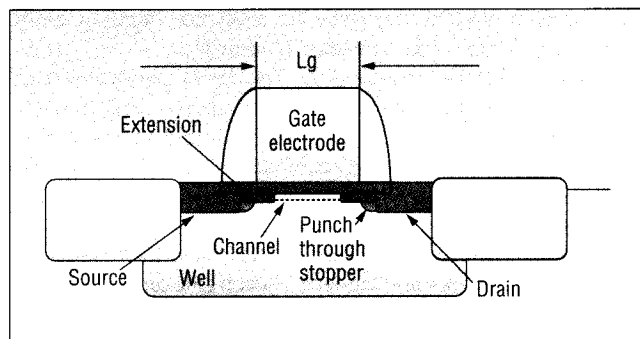 Lg
Gate
electrode
Extension
Channel
Punch
through
stopper
Source
Well
Drain